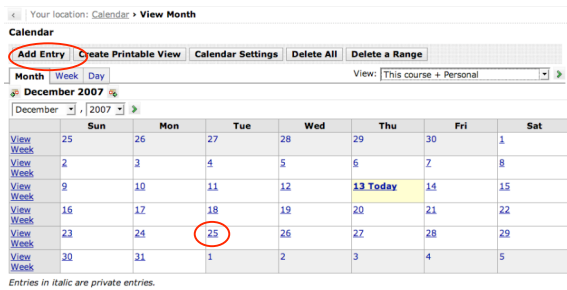 Your location: Calendar › View Month
Calendar
Add Entry Create Printable View Calendar Settings Delete All Delete a Range
Month Week Day View: This course + Personal
December 2007
December , 2007
Sun Mon Tue Wed Thu Fri Sat
View Week 25 26 27 28 29 30 1
View Week 2 3 4 5 6 7 8
View Week 9 10 11 12 13 Today 14 15
View Week 16 17 18 19 20 21 22
View Week 23 24 25 26 27 28 29
View Week 30 31 1 2 3 4 5
Entries in italic are private entries.